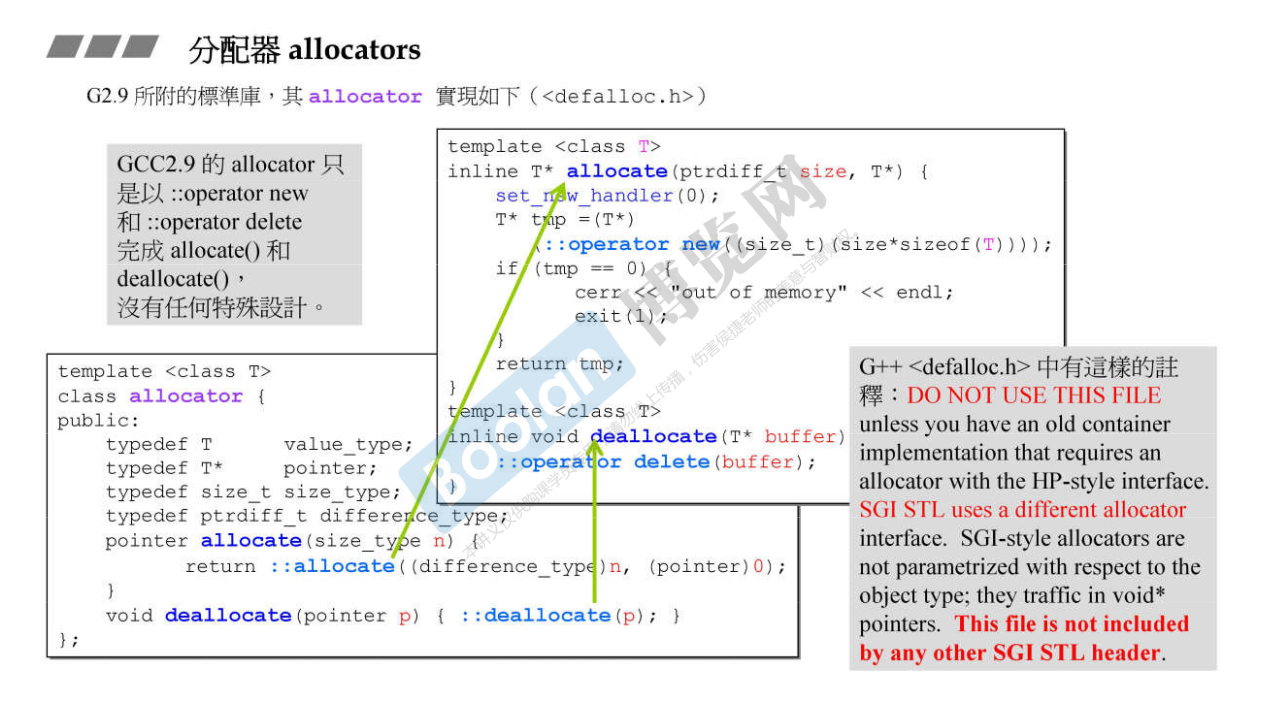 分配器 allocators
G2.9 所附的標準庫，其 allocator 實現如下（<defalloc.h>）
GCC2.9 的 allocator 只
是以 ::operator new
和 ::operator delete
完成 allocate() 和
deallocate()，
沒有任何特殊設計。
template <class T>
inline T* allocate(ptrdiff_t size, T*) {
set_new_handler(0);
T* tmp =(T*)
(::operator new((size_t)(size*sizeof(T))));
if (tmp == 0) {
cerr << "out of memory" << endl;
exit(1);
}
return tmp;
}
template <class T>
inline void deallocate(T* buffer)
::operator delete(buffer);
}
template <class T>
class allocator {
public:
typedef T value_type;
typedef T* pointer;
typedef size_t size_type;
typedef ptrdiff_t difference_type;
pointer allocate(size_type n) {
return ::allocate((difference_type)n, (pointer)0);
}
void deallocate(pointer p) { ::deallocate(p); }
};
G++ <defalloc.h> 中有這樣的註
釋：DO NOT USE THIS FILE
unless you have an old container
implementation that requires an
allocator with the HP-style interface.
SGI STL uses a different allocator
interface. SGI-style allocators are
not parametrized with respect to the
object type; they traffic in void*
pointers. This file is not included
by any other SGI STL header.
Boolan
博览网